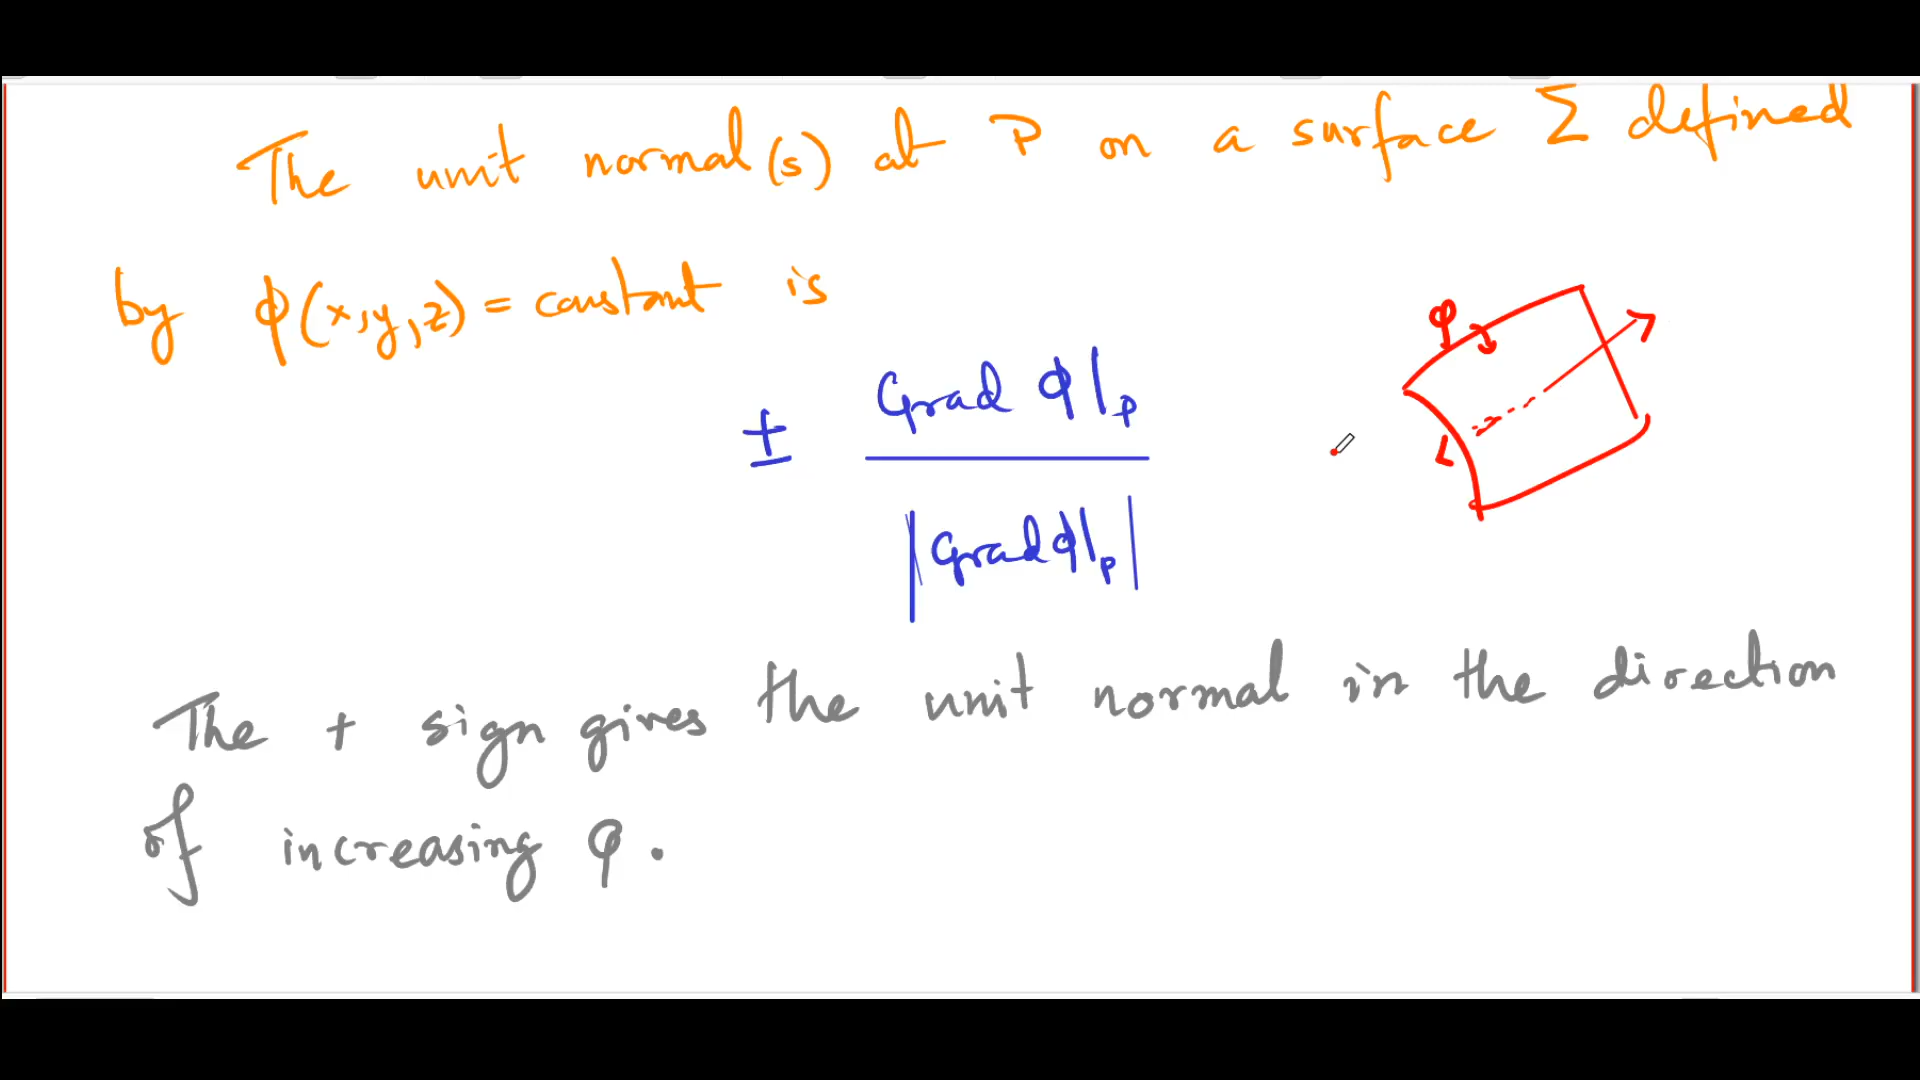 The unit normal(s) at P on a surface Σ defined
by ϕ(x,y,z) = constant is
± Grad ϕ|p
|Grad ϕ|p|
φ
The + sign gives the unit normal in the direction
of increasing φ.